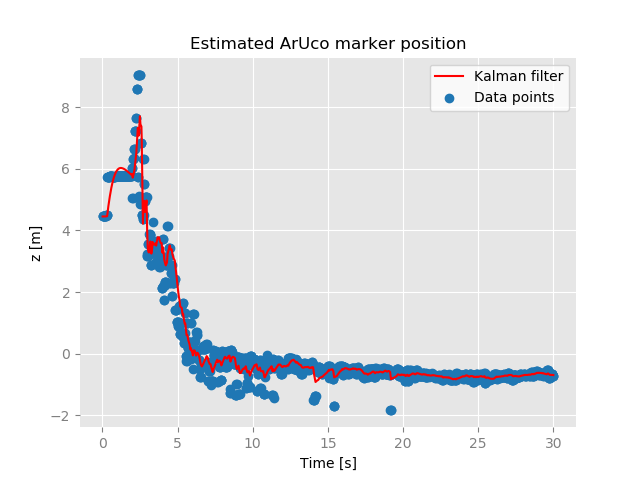 Estimated ArUco marker position
Kalman filter
Data points
z [m]
8
6
4
2
0
−2
0
5
10
15
20
25
30
Time [s]